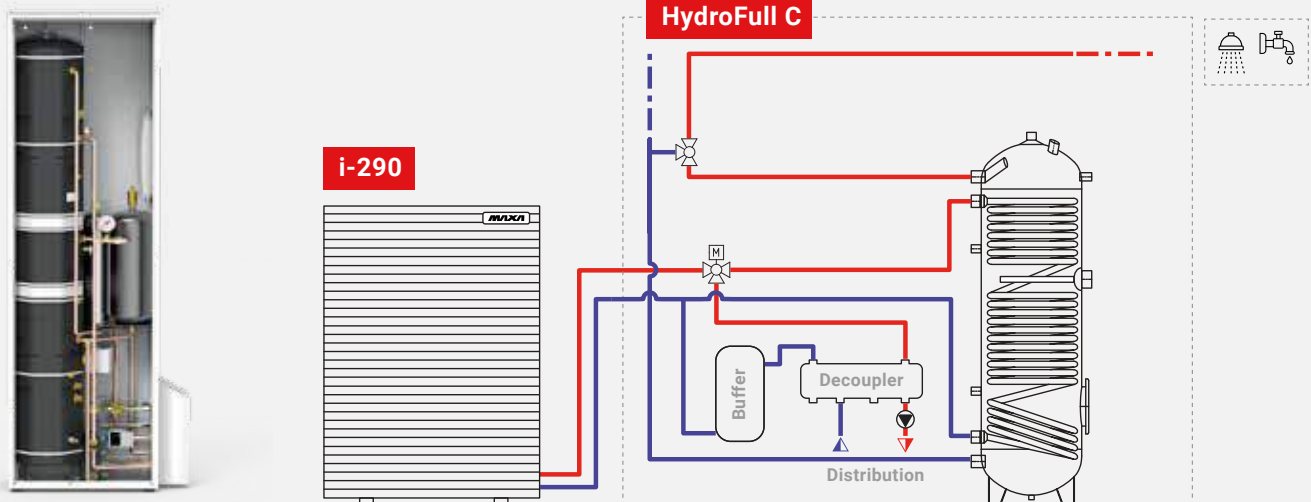 HydroFull C
i-290
MAXA
M
Buffer
Decoupler
Distribution